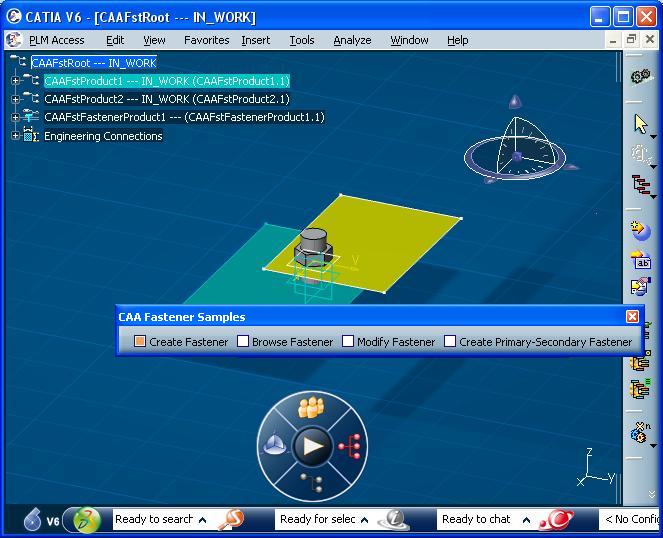 CATIA V6 - [CAAFstRoot --- IN_WORK]
PLM Access Edit View Favorites Insert Tools Analyze Window Help
CAAFstRoot --- IN_WORK
CAAFstProduct1 --- IN_WORK (CAAFstProduct1.1)
CAAFstProduct2 --- IN_WORK (CAAFstProduct2.1)
CAAFstFastenerProduct1 --- (CAAFstFastenerProduct1.1)
Engineering Connections
V
CAA Fastener Samples
Create Fastener Browse Fastener Modify Fastener Create Primary-Secondary Fastener
ab
n
z
x y
V6 Ready to search Ready for selec Ready to chat < No Config